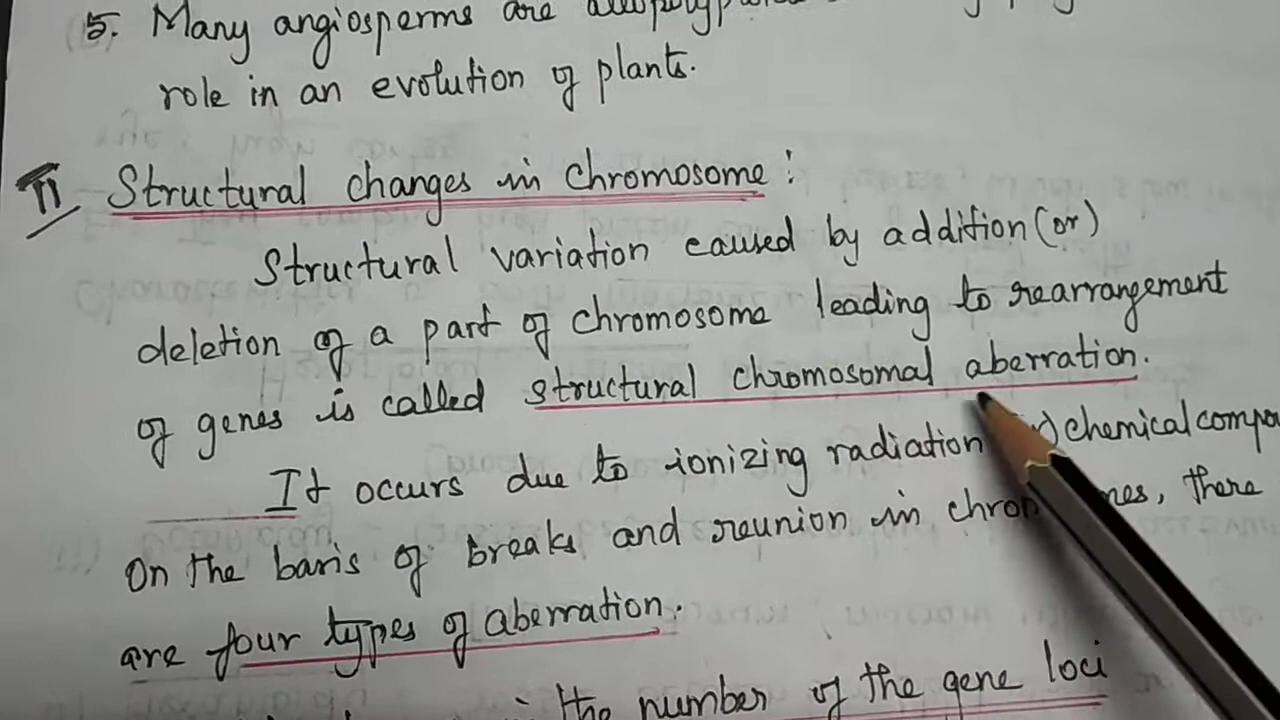 5. Many angiosperms are
role in an evolution of plants.
II Structural changes in chromosome:
Structural variation caused by addition (or)
deletion of a part of chromosome leading to rearrangement
of genes is called structural chromosomal aberration.
It occurs due to ionizing radiation chemical
On the basis of breaks and reunion in there
are four types of aberration.
the number of the gene loci